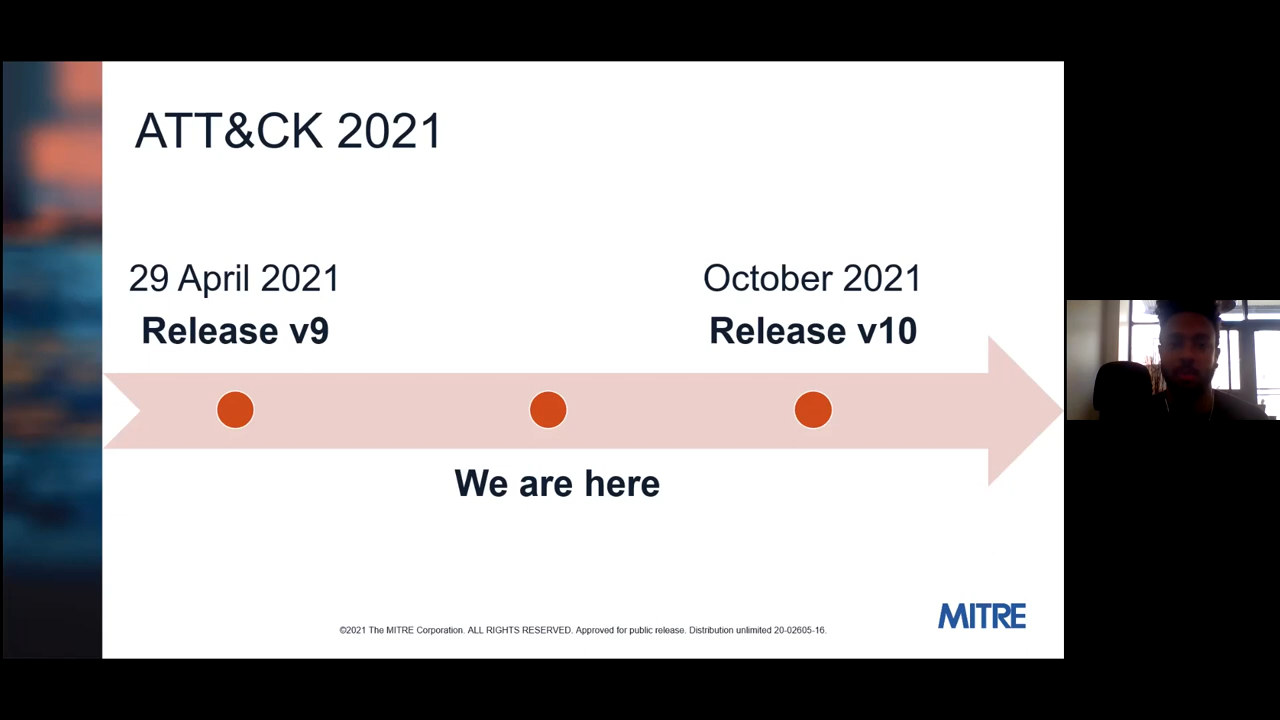 ATT&CK 2021
29 April 2021
Release v9
October 2021
Release v10
We are here
MITRE
©2021 The MITRE Corporation. ALL RIGHTS RESERVED. Approved for public release. Distribution unlimited 20-02605-16.